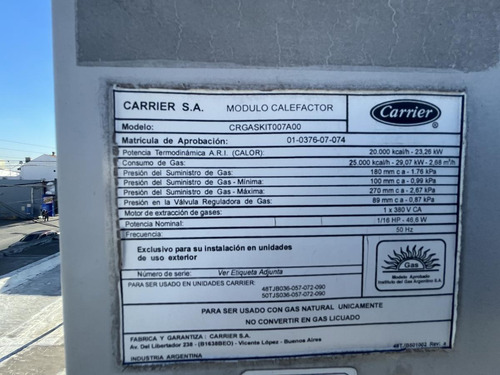 CARRIER S.A. MODULO CALEFACTOR
Carrier
Modelo: CRGASKIT007A00
Matrícula de Aprobación: 01-0376-07-074
Potencia Termodinámica A.R.I. (CALOR): 20.000 kcal/h - 23,26 kW
Consumo de Gas: 25.000 kcal/h - 29,07 kW - 2,68 m³/h
Presión del Suministro de Gas: 180 mm c.a - 1.76 kPa
Presión del Suministro de Gas - Mínima: 100 mm c.a - 0,99 kPa
Presión del Suministro de Gas - Máxima: 270 mm c.a - 2,67 kPa
Presión en la Válvula Reguladora de Gas: 89 mm c.a - 0,87 kPa
Motor de extracción de gases: 1 x 380 V CA
Potencia Nominal: 1/16 HP - 46,6 W
Frecuencia: 50 Hz
Exclusivo para su instalación en unidades
de uso exterior
Gas
Modelo Aprobado
Instituto del Gas Argentino S.A.
Número de serie: Ver Etiqueta Adjunta
PARA SER USADO EN UNIDADES CARRIER: 48TJB036-057-072-090
50TJS036-057-072-090
PARA SER USADO CON GAS NATURAL UNICAMENTE
NO CONVERTIR EN GAS LICUADO
FABRICA Y GARANTIZA : CARRIER S.A.
Av. Del Libertador 238 - (B1638BEO) - Vicente López - Buenos Aires
INDUSTRIA ARGENTINA
48TJB501902 Rev. A